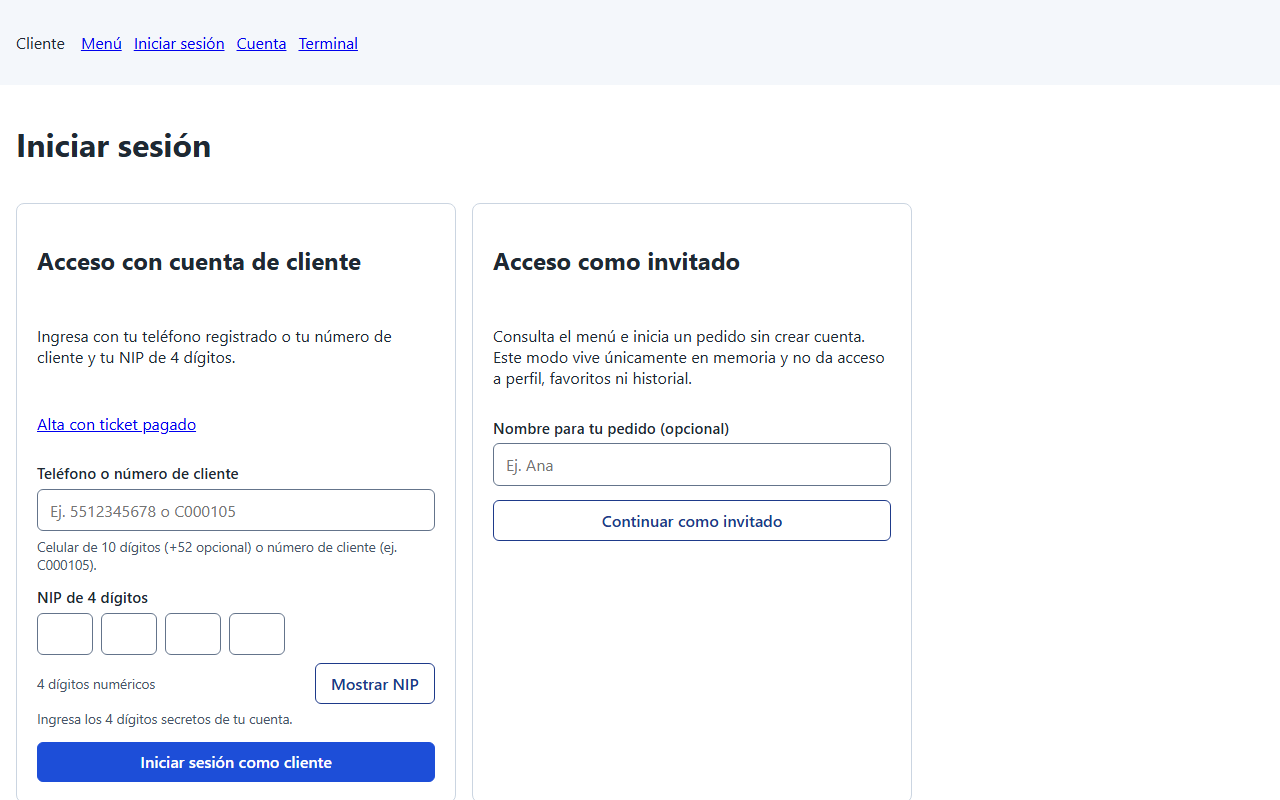 Cliente Menú Iniciar sesión Cuenta Terminal
Iniciar sesión
Acceso con cuenta de cliente
Ingresa con tu teléfono registrado o tu número de
cliente y tu NIP de 4 dígitos.
Alta con ticket pagado
Teléfono o número de cliente
Ej. 5512345678 o C000105
Celular de 10 dígitos (+52 opcional) o número de cliente (ej.
C000105).
NIP de 4 dígitos
4 dígitos numéricos
Mostrar NIP
Ingresa los 4 dígitos secretos de tu cuenta.
Iniciar sesión como cliente
Acceso como invitado
Consulta el menú e inicia un pedido sin crear cuenta.
Este modo vive únicamente en memoria y no da acceso
a perfil, favoritos ni historial.
Nombre para tu pedido (opcional)
Ej. Ana
Continuar como invitado